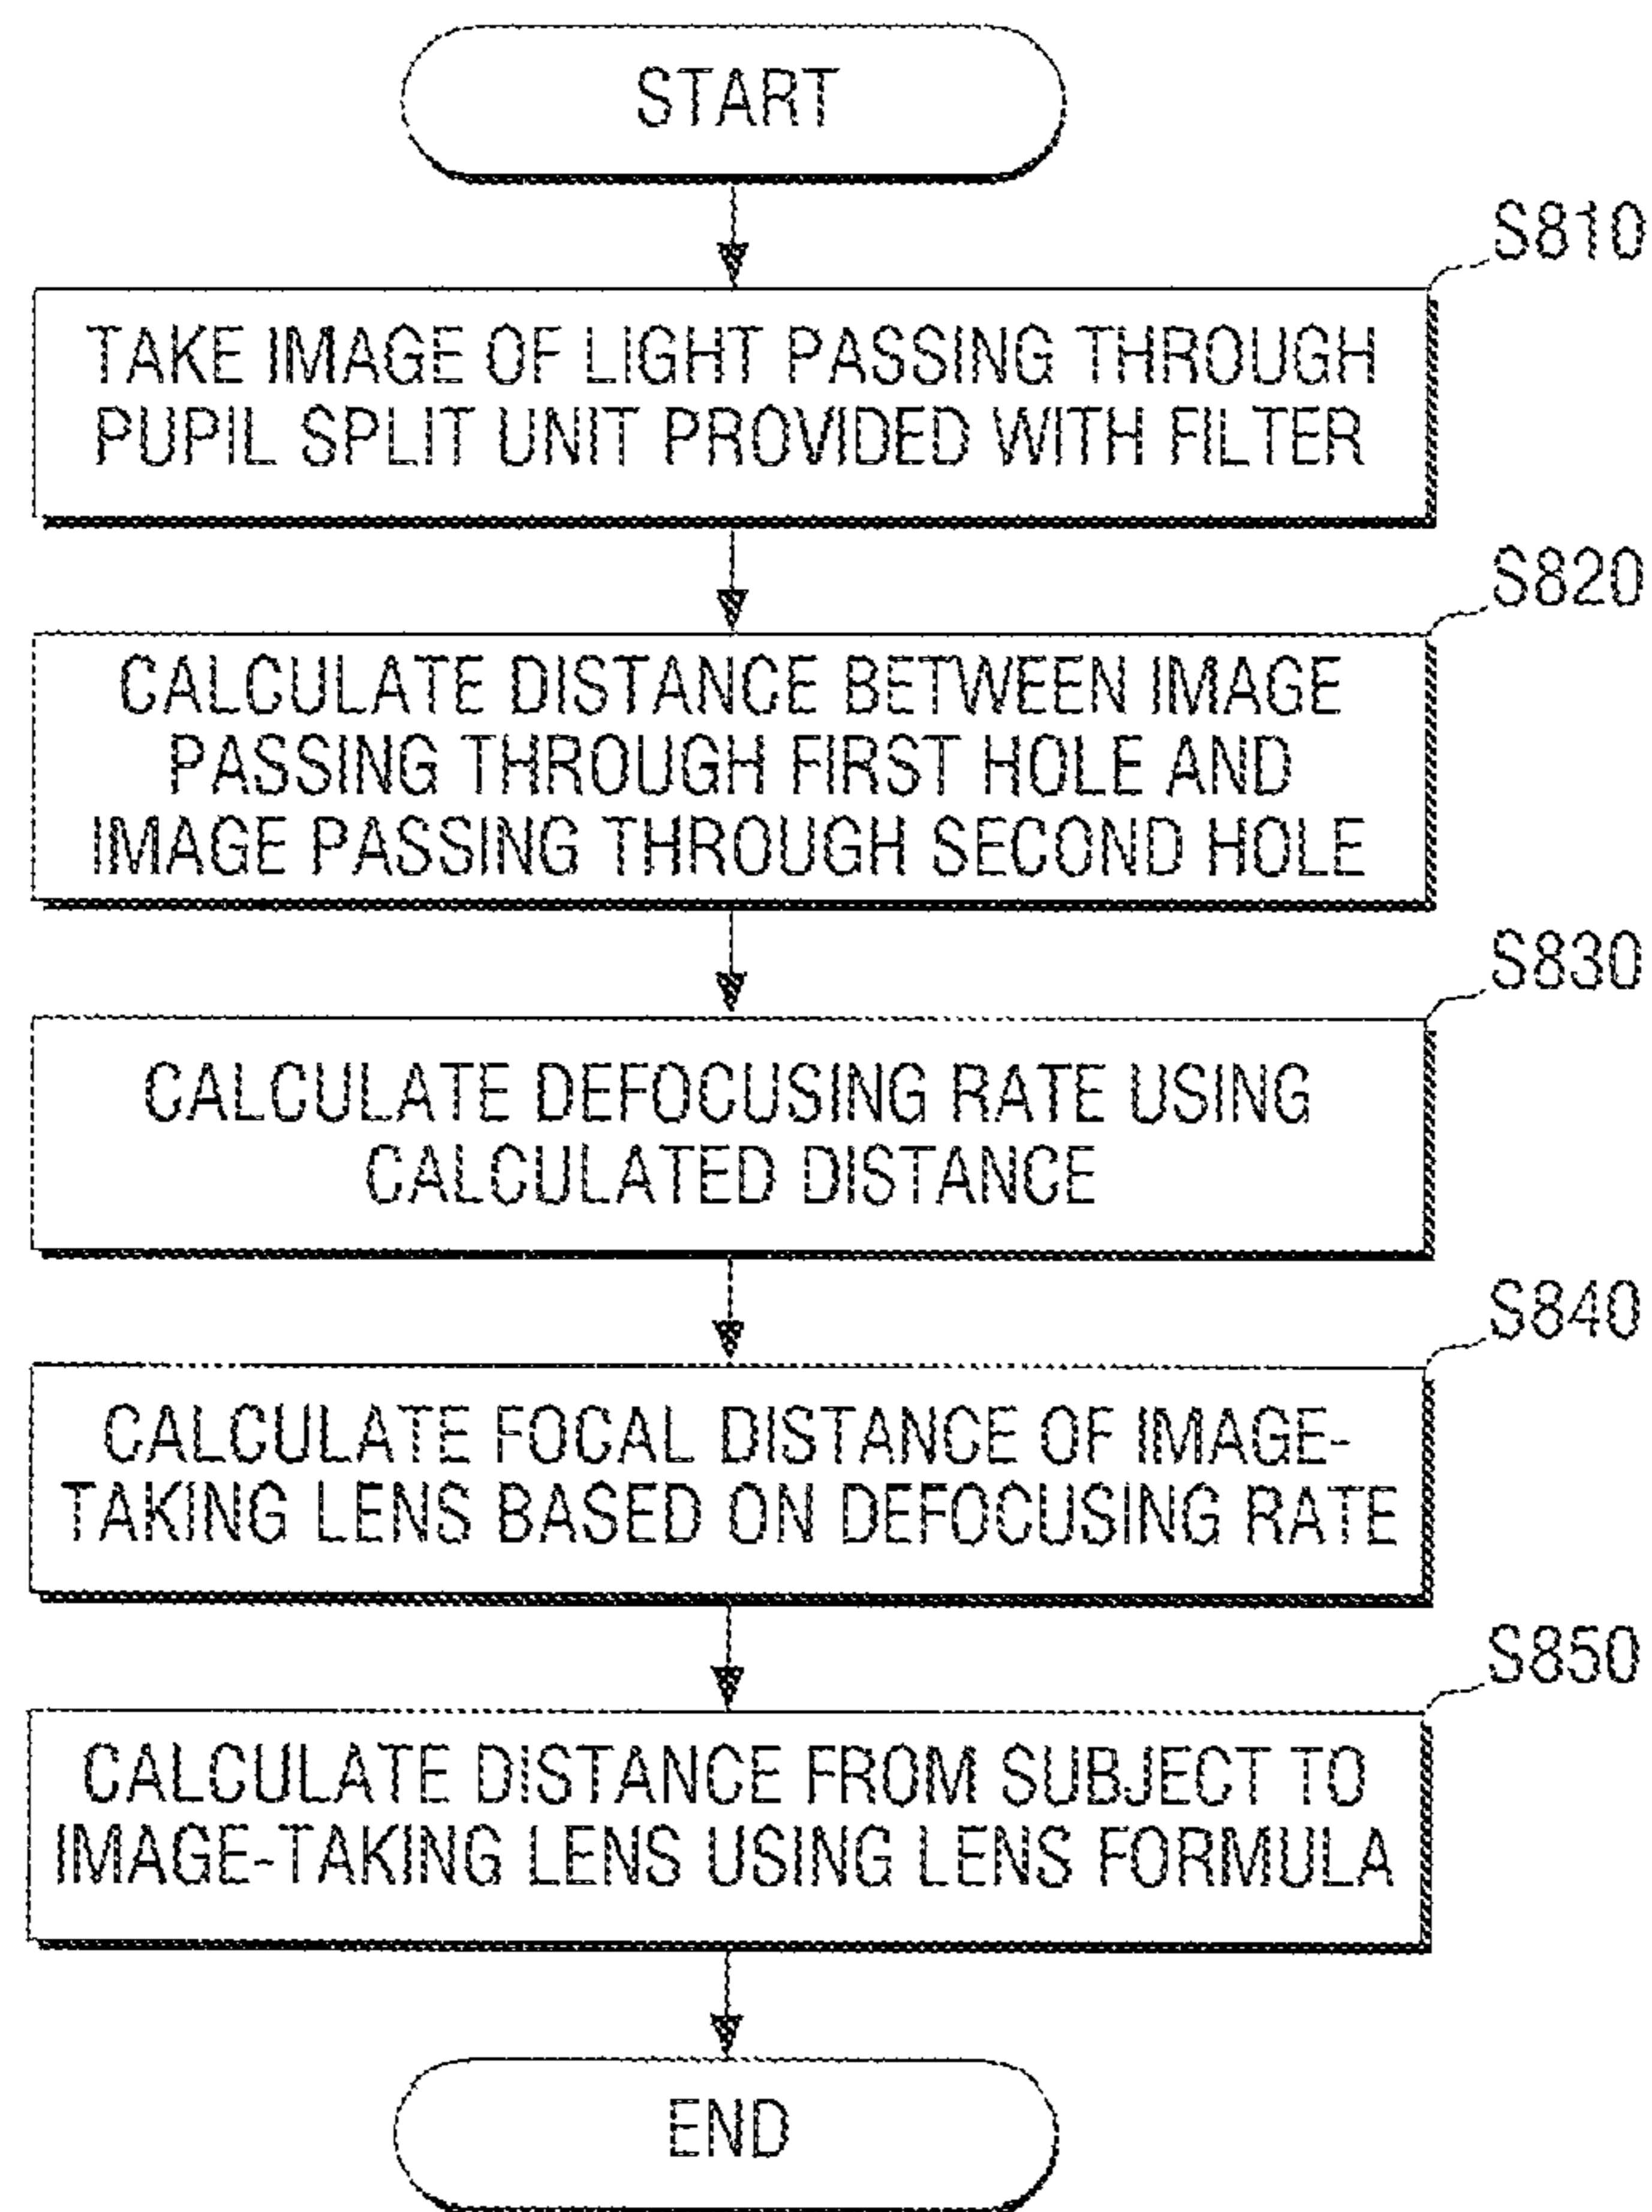 START
S810
TAKE IMAGE OF LIGHT PASSING THROUGH
PUPIL SPLIT UNIT PROVIDED WITH FILTER
S820
CALCULATE DISTANCE BETWEEN IMAGE
PASSING THROUGH FIRST HOLE AND
IMAGE PASSING THROUGH SECOND HOLE
S830
CALCULATE DEFOCUSING RATE USING
CALCULATED DISTANCE
S840
CALCULATE FOCAL DISTANCE OF IMAGE-
TAKING LENS BASED ON DEFOCUSING RATE
S850
CALCULATE DISTANCE FROM SUBJECT TO
IMAGE-TAKING LENS USING LENS FORMULA
END